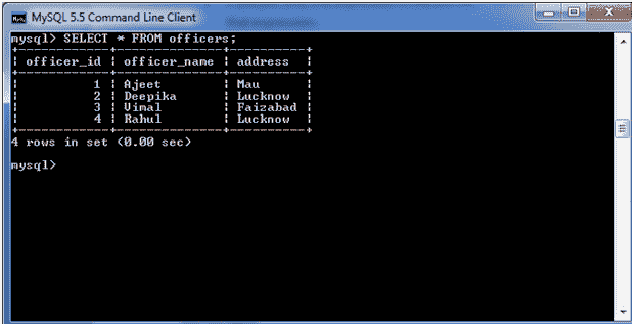 MySQL 5.5 Command Line Client
mysql> SELECT * FROM officers;
+------------+--------------+-----------+
| officer_id | officer_name | address   |
+------------+--------------+-----------+
|          1 | Ajeet        | Mau       |
|          2 | Deepika      | Lucknow   |
|          3 | Vimal        | Faizabad  |
|          4 | Rahul        | Lucknow   |
+------------+--------------+-----------+
4 rows in set (0.00 sec)
mysql>